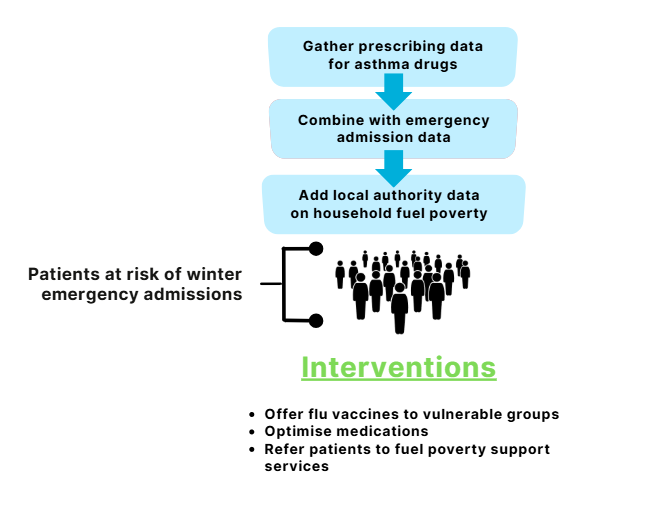 Gather prescribing data
for asthma drugs
Combine with emergency
admission data
Add local authority data
on household fuel poverty
Patients at risk of winter
emergency admissions
Interventions
• Offer flu vaccines to vulnerable groups
• Optimise medications
• Refer patients to fuel poverty support
services